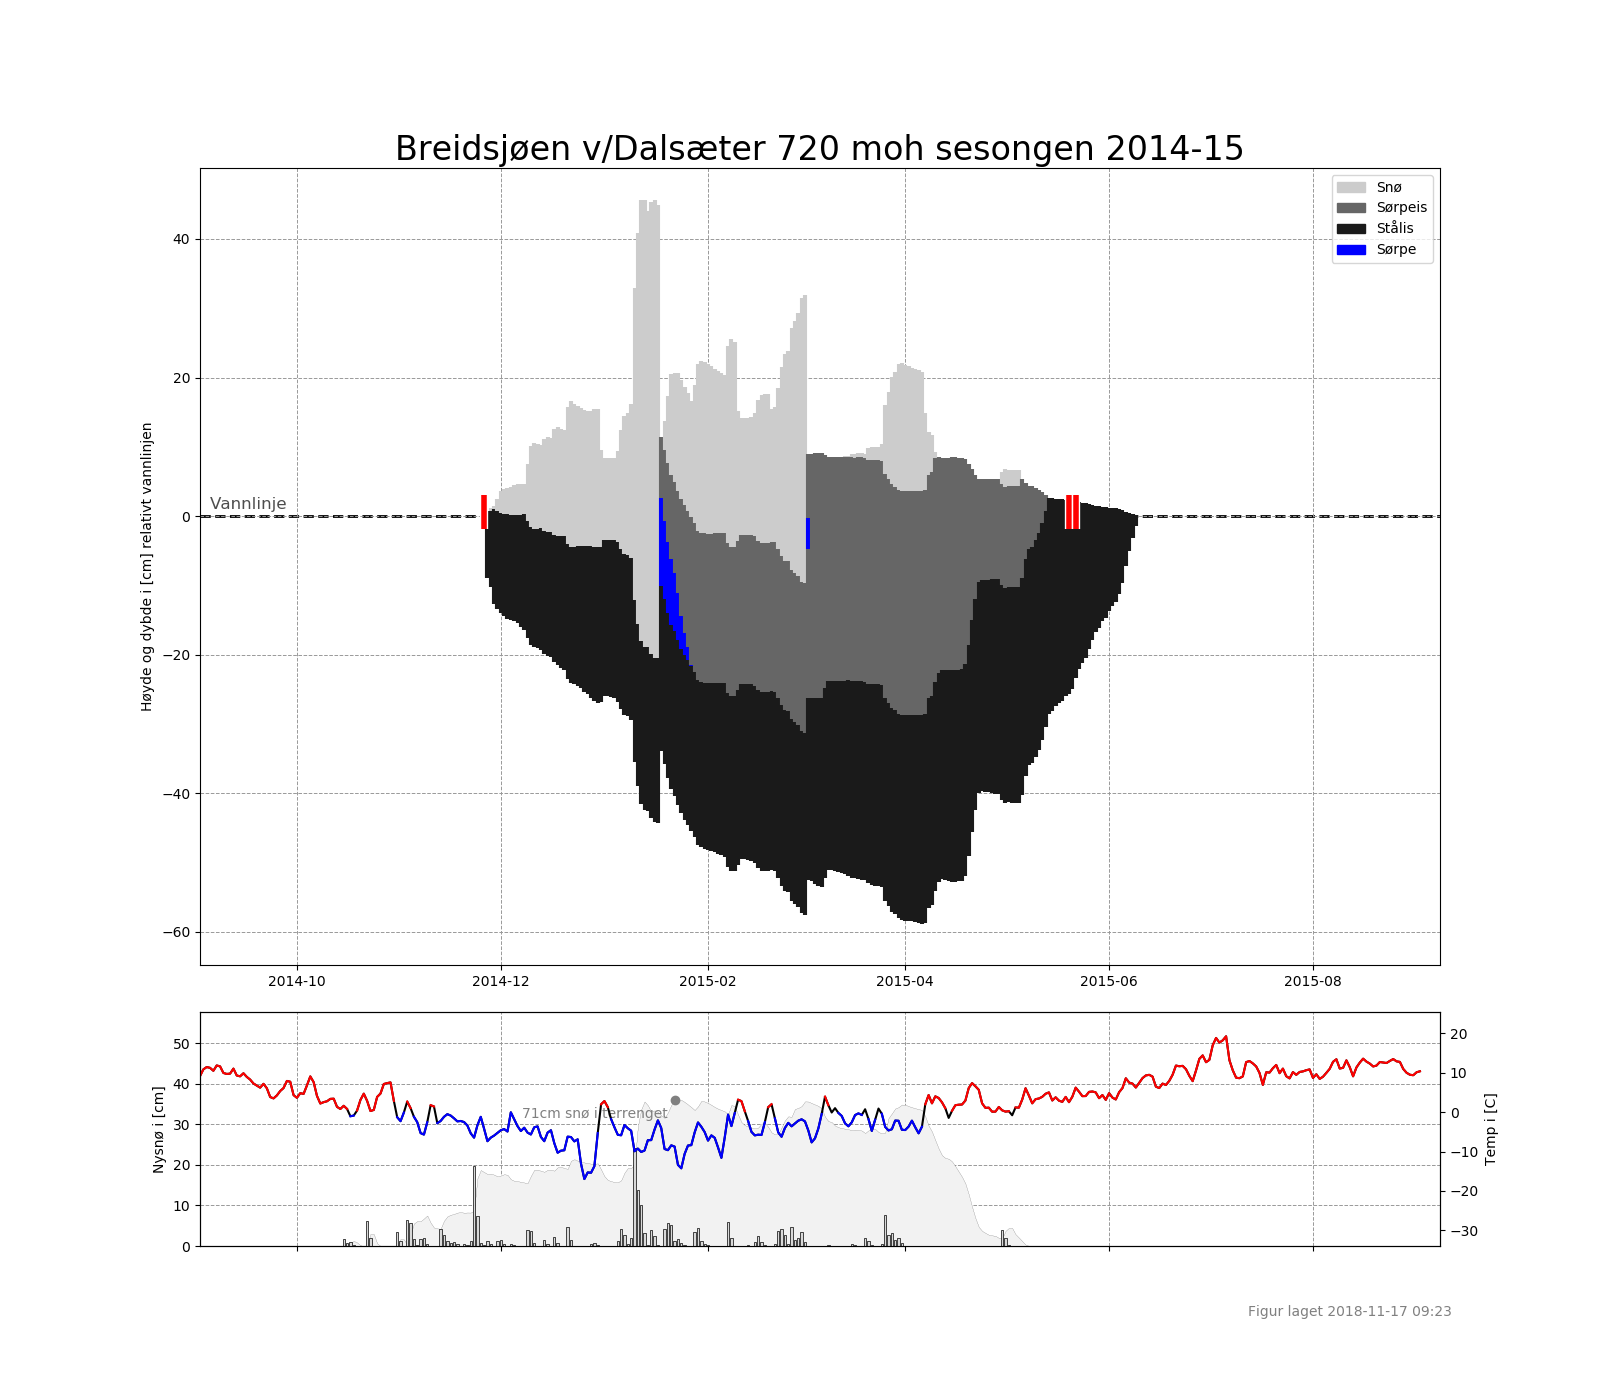 Breidsjøen v/Dalsæter 720 moh sesongen 2014-15
Snø
Sørpeis
Stålis
Sørpe
Høyde og dybde i [cm] relativt vannlinjen
40
20
0
−20
−40
−60
Vannlinje
2014-10
2014-12
2015-02
2015-04
2015-06
2015-08
Nysnø i [cm]
50
40
30
20
10
0
71cm snø i terrenget
20
10
0
−10
−20
−30
Temp i [C]
Figur laget 2018-11-17 09:23